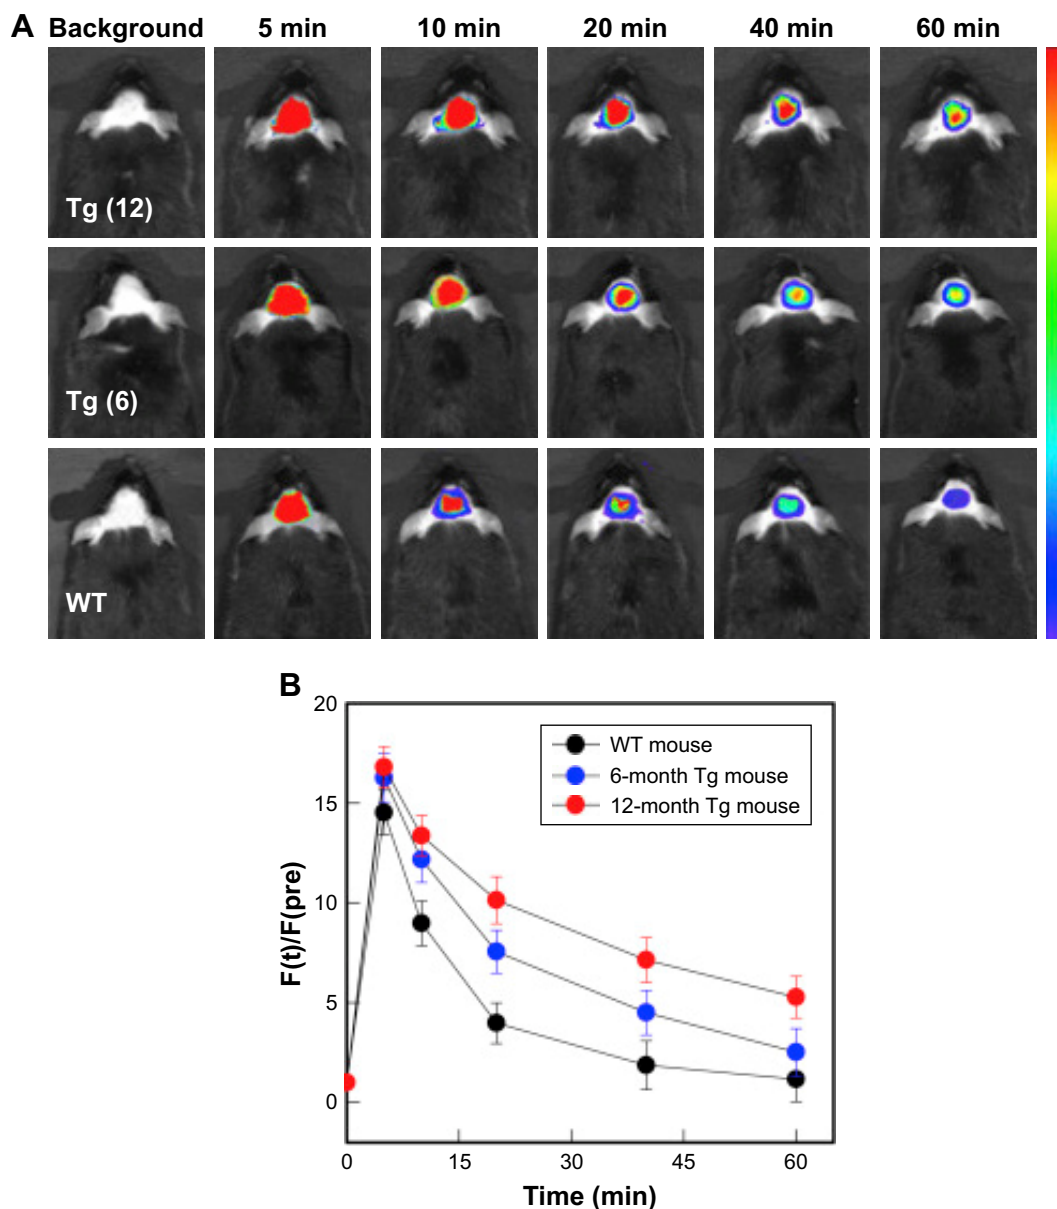 A Background 5 min 10 min 20 min 40 min 60 min
Tg (12)
Tg (6)
WT
B
20
15
10
5
0
F(t)/F(pre)
WT mouse
6-month Tg mouse
12-month Tg mouse
0 15 30 45 60
Time (min)